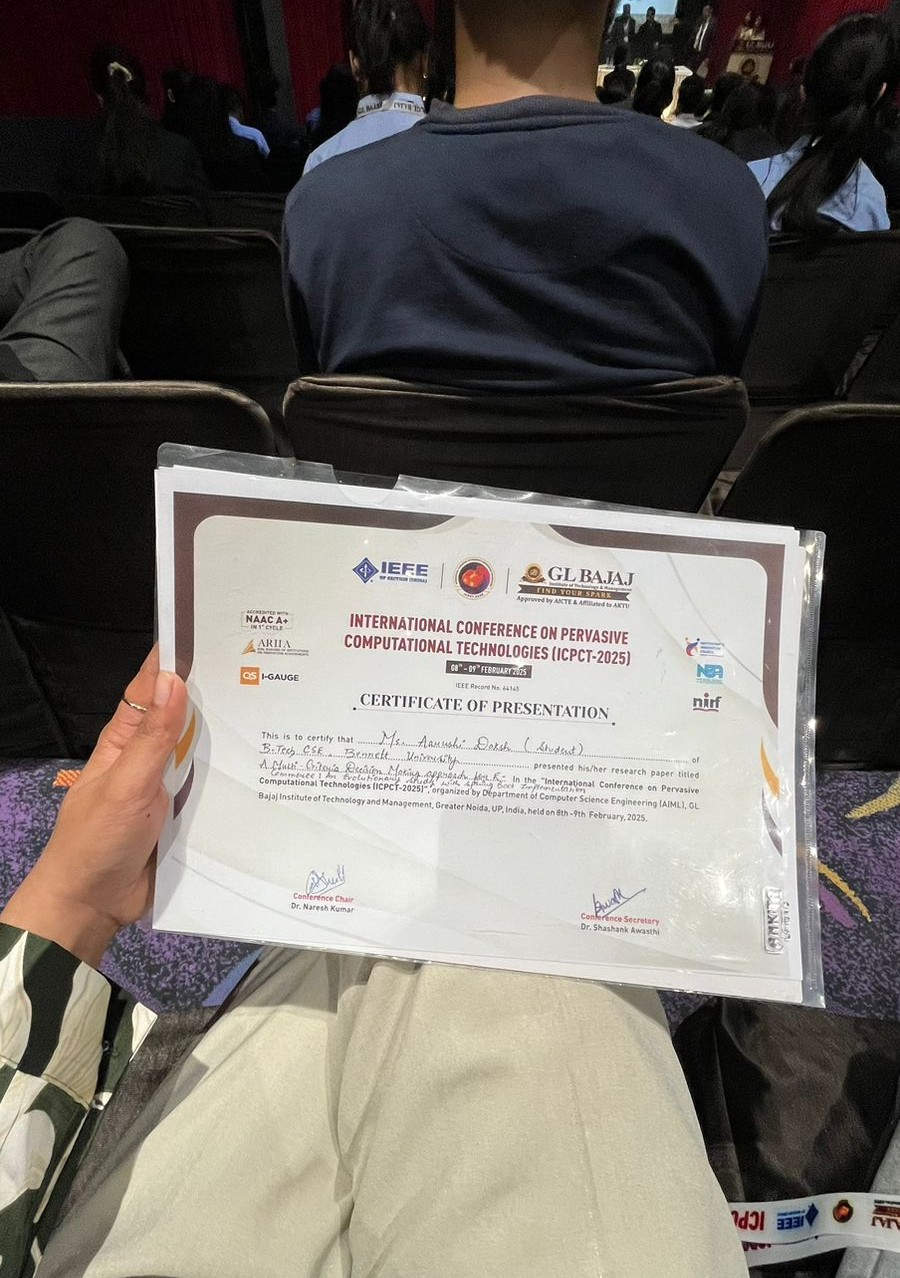 IEEE
UP SECTION (INDIA)
GL BAJAJ
Institute of Technology & Management
FIND YOUR SPARK
Approved by AICTE & Affiliated to AKTU
ACCREDITED WITH
NAAC A+
IN 1st CYCLE
ARIIA
QS I-GAUGE
INTERNATIONAL CONFERENCE ON PERVASIVE
COMPUTATIONAL TECHNOLOGIES (ICPCT-2025)
08th - 09th FEBRUARY 2025
IEEE Record No. 64145
nirf
CERTIFICATE OF PRESENTATION
This is to certify that Ms. Aarushi Daksh (Student) of
B.Tech CSE, Bennett University presented his/her research paper titled
A Multi-Criteria Decision Making approach for E- In the "International Conference on Pervasive
Commerce: An Evolutionary study with Spring Boot Implementation
Computational Technologies (ICPCT-2025)", organized by Department of Computer Science Engineering (AIML), GL
Bajaj Institute of Technology and Management, Greater Noida, UP, India, held on 8th -9th February, 2025.
Conference Chair
Dr. Naresh Kumar
Conference Secretary
Dr. Shashank Awasthi
IEEE